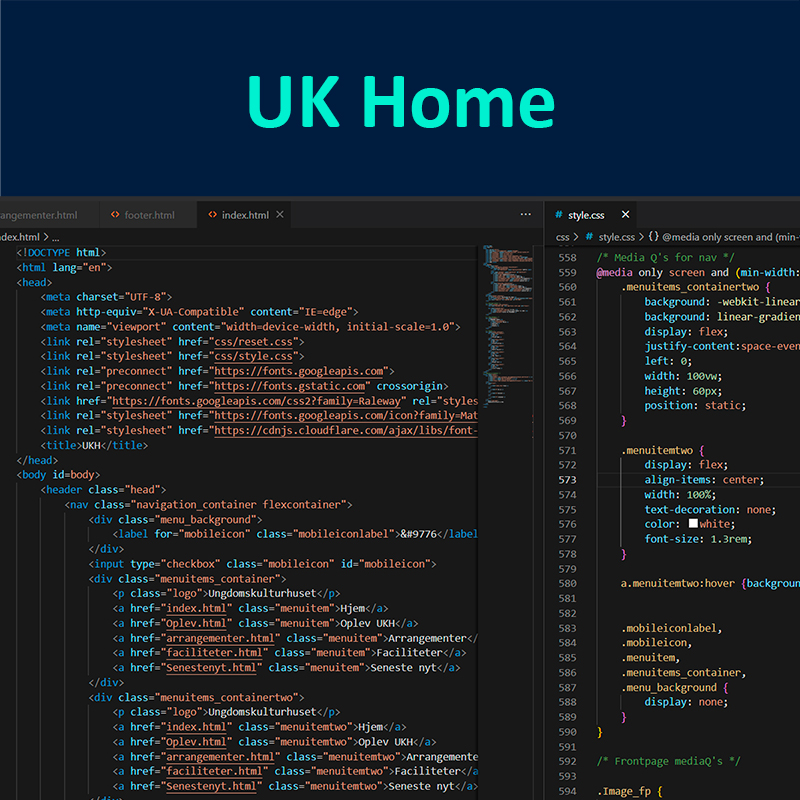 UK Home
angementer.html
footer.html
index.html
style.css
ndex.html > ...
css > # style.css > {} @media only screen and (min-
<!DOCTYPE html>
<html lang="en">
<head>
<meta charset="UTF-8">
<meta http-equiv="X-UA-Compatible" content="IE=edge">
<meta name="viewport" content="width=device-width, initial-scale=1.0">
<link rel="stylesheet" href="css/reset.css">
<link rel="stylesheet" href="css/style.css">
<link rel="preconnect" href="https://fonts.googleapis.com">
<link rel="preconnect" href="https://fonts.gstatic.com" crossorigin>
<link href="https://fonts.googleapis.com/css2?family=Raleway" rel="styles
<link rel="stylesheet" href="https://fonts.googleapis.com/icon?family=Mat
<link rel="stylesheet" href="https://cdnjs.cloudflare.com/ajax/libs/font-
<title>UKH</title>
</head>
<body id=body>
<header class="head">
<nav class="navigation_container flexcontainer">
<div class="menu_background">
<label for="mobileicon" class="mobileiconlabel">&#9776</label
</div>
<input type="checkbox" class="mobileicon" id="mobileicon">
<div class="menuitems_container">
<p class="logo">Ungdomskulturhuset</p>
<a href="index.html" class="menuitem">Hjem</a>
<a href="Oplev.html" class="menuitem">Oplev UKH</a>
<a href="arrangementer.html" class="menuitem">Arrangementer</
<a href="faciliteter.html" class="menuitem">Faciliteter</a>
<a href="Senestenyt.html" class="menuitem">Seneste nyt</a>
</div>
<div class="menuitems_containertwo">
<p class="logo">Ungdomskulturhuset</p>
<a href="index.html" class="menuitemtwo">Hjem</a>
<a href="Oplev.html" class="menuitemtwo">Oplev UKH</a>
<a href="arrangementer.html" class="menuitemtwo">Arrangemente
<a href="faciliteter.html" class="menuitemtwo">Faciliteter</a
<a href="Senestenyt.html" class="menuitemtwo">Seneste nyt</a>
</div>
558 /* Media Q's for nav */
559 @media only screen and (min-width:
560 .menuitems_containertwo {
561 background: -webkit-linear
562 background: linear-gradien
563 display: flex;
564 justify-content:space-even
565 left: 0;
566 width: 100vw;
567 height: 60px;
568 position: static;
569 }
570
571 .menuitemtwo {
572 display: flex;
573 align-items: center;
574 width: 100%;
575 text-decoration: none;
576 color: white;
577 font-size: 1.3rem;
578 }
579
580 a.menuitemtwo:hover {backgroun
581
582
583 .mobileiconlabel,
584 .mobileicon,
585 .menuitem,
586 .menuitems_container,
587 .menu_background {
588 display: none;
589 }
590 }
591
592 /* Frontpage mediaQ's */
593
594 .Image_fp {